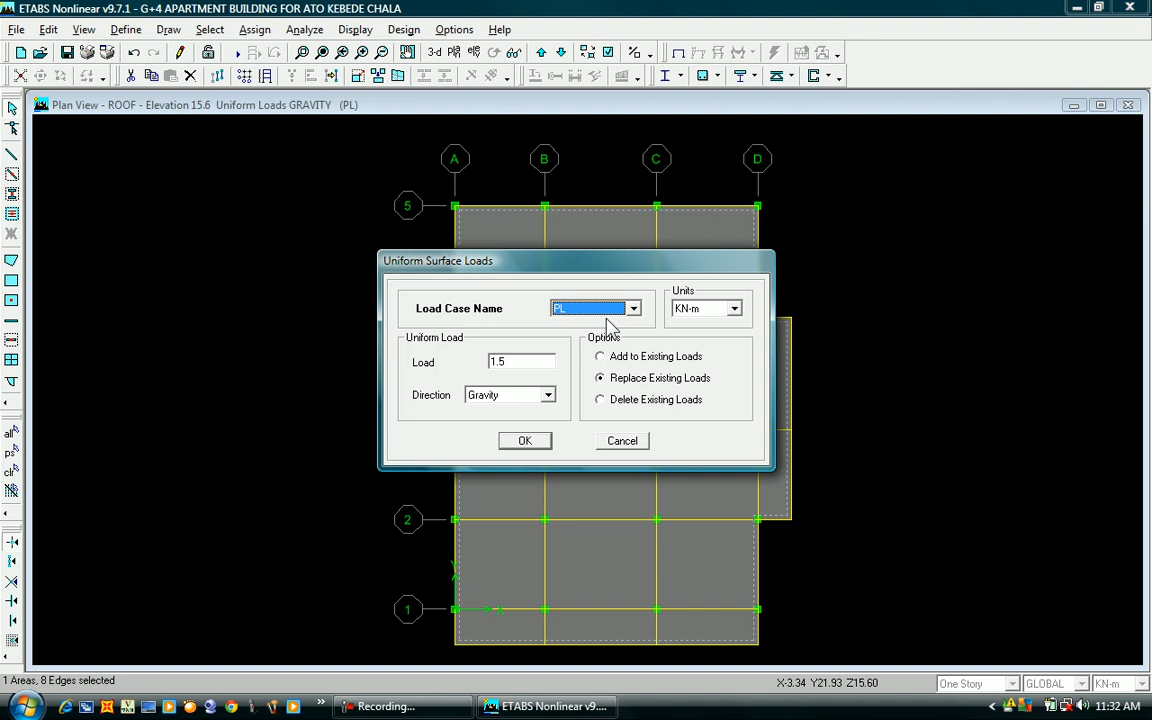 ETABS Nonlinear v9.7.1 - G+4 APARTMENT BUILDING FOR ATO KEBEDE CHALA
File Edit View Define Draw Select Assign Analyze Display Design Options Help
3-d
Plan View - ROOF - Elevation 15.6 Uniform Loads GRAVITY (PL)
A B C D
5
Uniform Surface Loads
Load Case Name PL
Units
KN-m
Uniform Load
Load 1.5
Direction Gravity
Options
Add to Existing Loads
Replace Existing Loads
Delete Existing Loads
OK Cancel
all
ps
clr
2
Y
X
1
1 Areas, 8 Edges selected
X-3.34 Y21.93 Z15.60
One Story GLOBAL KN-m
Recording...
ETABS Nonlinear v9....
11:32 AM